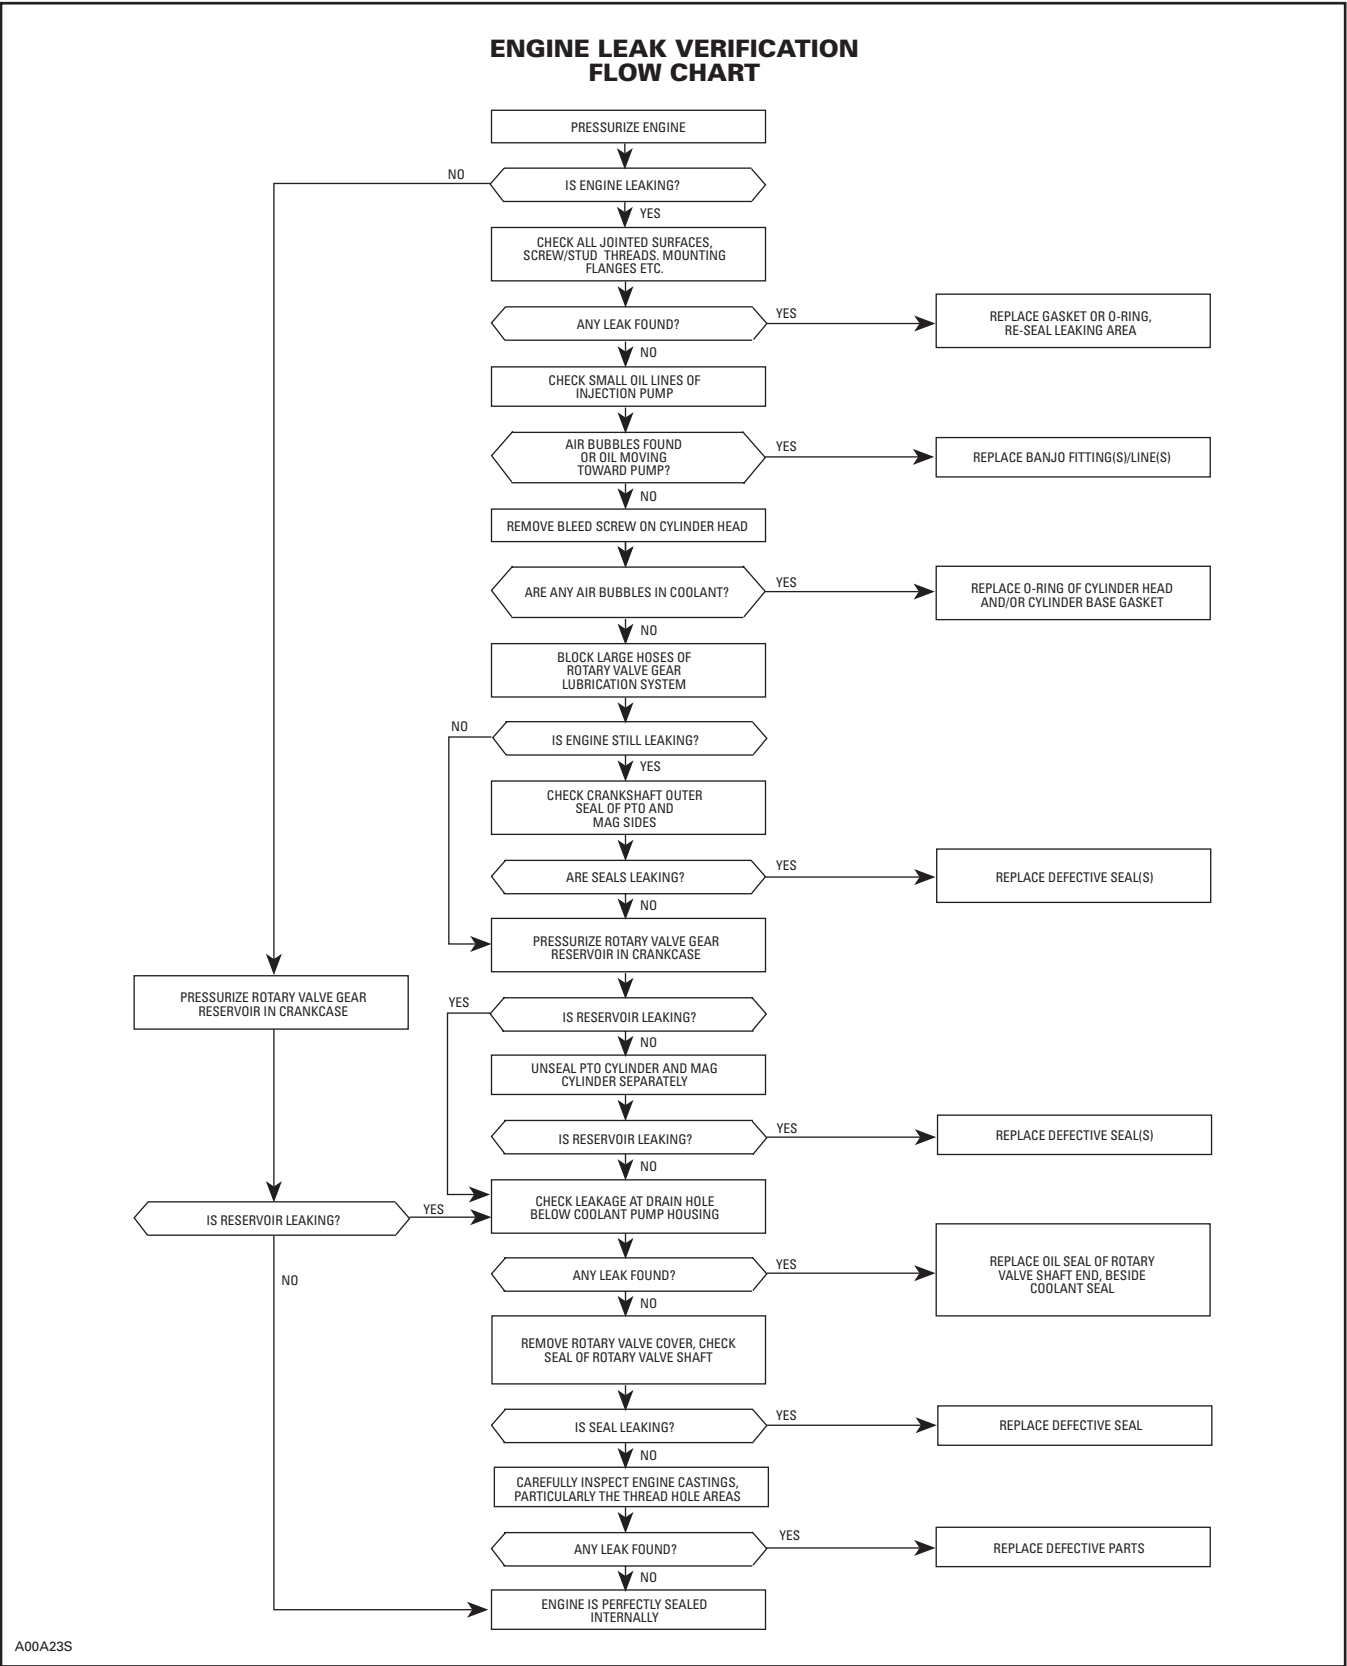 ENGINE LEAK VERIFICATION
FLOW CHART
PRESSURIZE ENGINE
NO
IS ENGINE LEAKING?
YES
CHECK ALL JOINTED SURFACES,
SCREW/STUD THREADS. MOUNTING
FLANGES ETC.
ANY LEAK FOUND?
YES
REPLACE GASKET OR O-RING,
RE-SEAL LEAKING AREA
NO
CHECK SMALL OIL LINES OF
INJECTION PUMP
AIR BUBBLES FOUND
OR OIL MOVING
TOWARD PUMP?
YES
REPLACE BANJO FITTING(S)/LINE(S)
NO
REMOVE BLEED SCREW ON CYLINDER HEAD
ARE ANY AIR BUBBLES IN COOLANT?
YES
REPLACE O-RING OF CYLINDER HEAD
AND/OR CYLINDER BASE GASKET
NO
BLOCK LARGE HOSES OF
ROTARY VALVE GEAR
LUBRICATION SYSTEM
NO
IS ENGINE STILL LEAKING?
YES
CHECK CRANKSHAFT OUTER
SEAL OF PTO AND
MAG SIDES
ARE SEALS LEAKING?
YES
REPLACE DEFECTIVE SEAL(S)
NO
PRESSURIZE ROTARY VALVE GEAR
RESERVOIR IN CRANKCASE
PRESSURIZE ROTARY VALVE GEAR
RESERVOIR IN CRANKCASE
YES
IS RESERVOIR LEAKING?
NO
UNSEAL PTO CYLINDER AND MAG
CYLINDER SEPARATELY
IS RESERVOIR LEAKING?
YES
REPLACE DEFECTIVE SEAL(S)
NO
CHECK LEAKAGE AT DRAIN HOLE
BELOW COOLANT PUMP HOUSING
IS RESERVOIR LEAKING?
YES
NO
ANY LEAK FOUND?
YES
REPLACE OIL SEAL OF ROTARY
VALVE SHAFT END, BESIDE
COOLANT SEAL
NO
REMOVE ROTARY VALVE COVER, CHECK
SEAL OF ROTARY VALVE SHAFT
IS SEAL LEAKING?
YES
REPLACE DEFECTIVE SEAL
NO
CAREFULLY INSPECT ENGINE CASTINGS,
PARTICULARLY THE THREAD HOLE AREAS
ANY LEAK FOUND?
YES
REPLACE DEFECTIVE PARTS
NO
ENGINE IS PERFECTLY SEALED
INTERNALLY
A00A23S